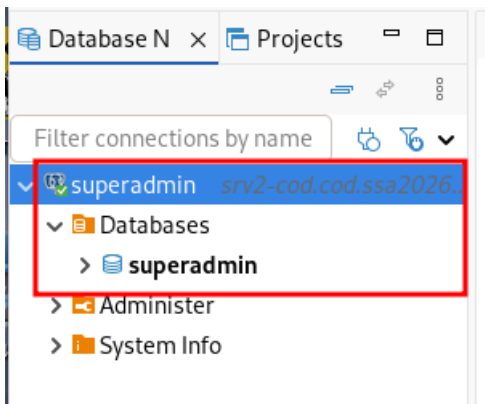 Database N
Projects
Filter connections by name
superadmin srv2-cod.cod.ssa2026..
Databases
superadmin
Administer
System Info